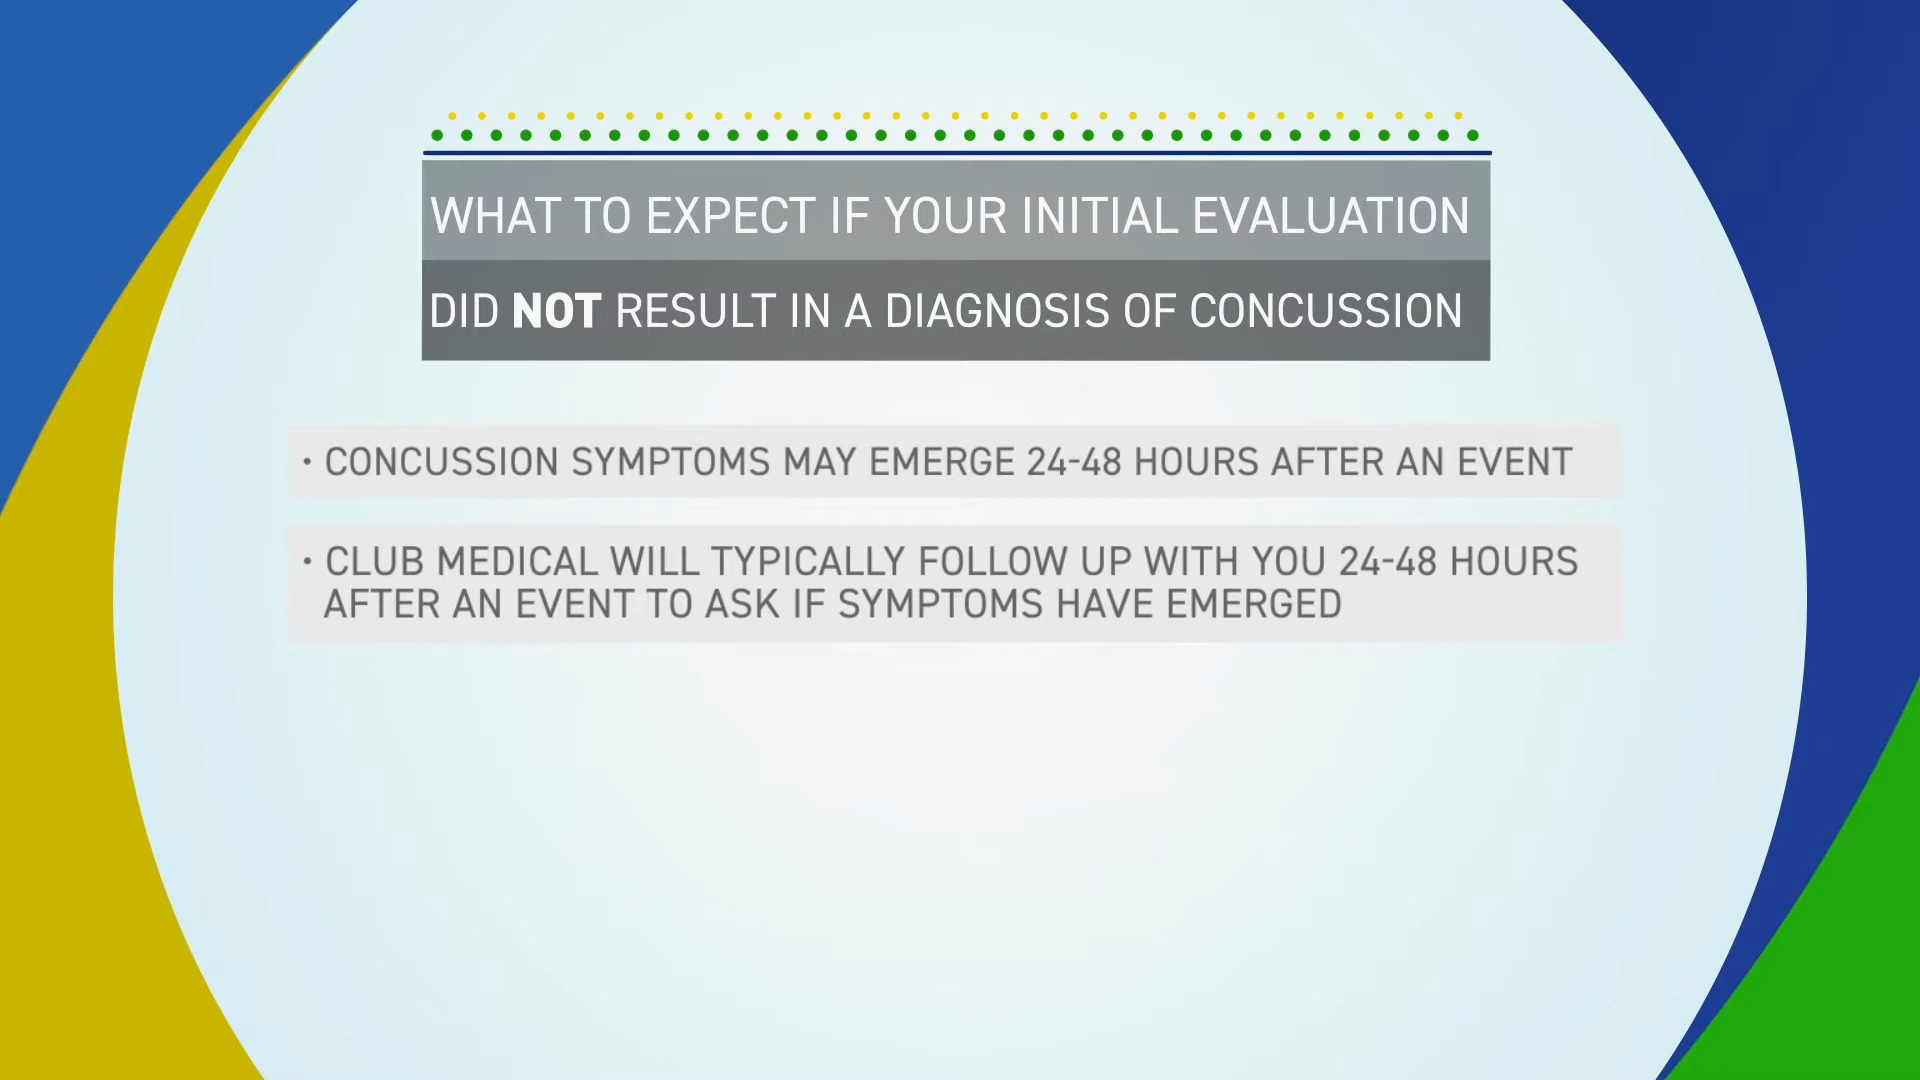 WHAT TO EXPECT IF YOUR INITIAL EVALUATION
DID NOT RESULT IN A DIAGNOSIS OF CONCUSSION
• CONCUSSION SYMPTOMS MAY EMERGE 24-48 HOURS AFTER AN EVENT
• CLUB MEDICAL WILL TYPICALLY FOLLOW UP WITH YOU 24-48 HOURS
AFTER AN EVENT TO ASK IF SYMPTOMS HAVE EMERGED